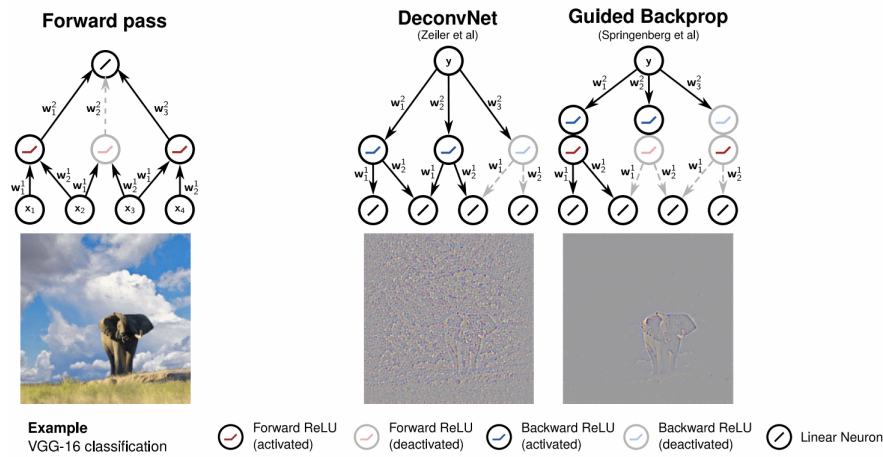 Forward pass
DeconvNet
(Zeiler et al)
Guided Backprop
(Springenberg et al)
w₁² w₂² w₃²
w₁¹ w₂¹ w₁¹ w₂¹ w₁¹ w₂¹
x₁ x₂ x₃ x₄
y
w₁² w₂² w₃²
w₁¹ w₂¹ w₁¹ w₂¹ w₁¹ w₂¹
y
w₁² w₂² w₃²
w₁¹ w₂¹ w₁¹ w₂¹ w₁¹ w₂¹
Example
VGG-16 classification
Forward ReLU
(activated)
Forward ReLU
(deactivated)
Backward ReLU
(activated)
Backward ReLU
(deactivated)
Linear Neuron